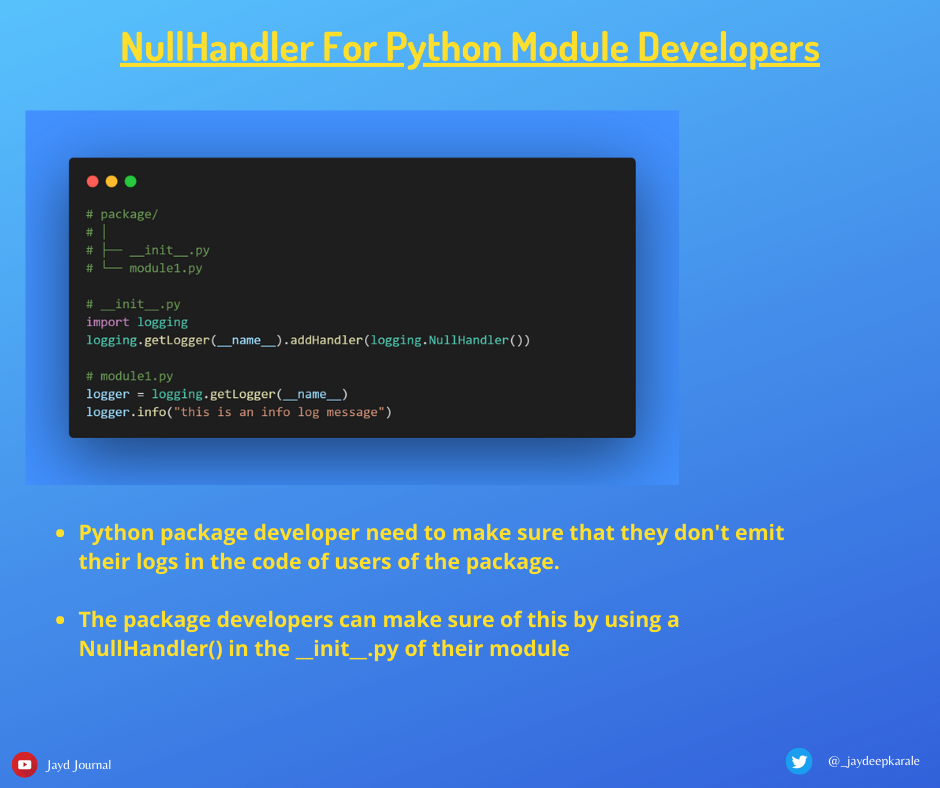 NullHandler For Python Module Developers
# package/
# │
# ├── __init__.py
# └── module1.py
# __init__.py
import logging
logging.getLogger(__name__).addHandler(logging.NullHandler())
# module1.py
logger = logging.getLogger(__name__)
logger.info("this is an info log message")
• Python package developer need to make sure that they don't emit
their logs in the code of users of the package.
• The package developers can make sure of this by using a
NullHandler() in the __init__.py of their module
Jayd Journal
@_jaydeepkarale